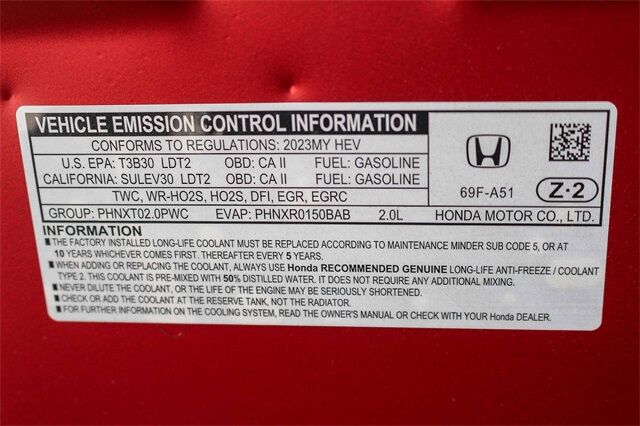 VEHICLE EMISSION CONTROL INFORMATION
CONFORMS TO REGULATIONS: 2023MY HEV
U.S. EPA: T3B30 LDT2 OBD: CA II FUEL: GASOLINE
CALIFORNIA: SULEV30 LDT2 OBD: CA II FUEL: GASOLINE
TWC, WR-HO2S, HO2S, DFI, EGR, EGRC
GROUP: PHNXT02.0PWC EVAP: PHNXR0150BAB 2.0L
69F-A51 Z-2
HONDA MOTOR CO., LTD.
INFORMATION
■ THE FACTORY INSTALLED LONG-LIFE COOLANT MUST BE REPLACED ACCORDING TO MAINTENANCE MINDER SUB CODE 5, OR AT
10 YEARS WHICHEVER COMES FIRST. THEREAFTER EVERY 5 YEARS.
■ WHEN ADDING OR REPLACING THE COOLANT, ALWAYS USE Honda RECOMMENDED GENUINE LONG-LIFE ANTI-FREEZE / COOLANT
TYPE 2. THIS COOLANT IS PRE-MIXED WITH 50% DISTILLED WATER. IT DOES NOT REQUIRE ANY ADDITIONAL MIXING.
■ NEVER DILUTE THE COOLANT, OR THE LIFE OF THE ENGINE MAY BE SERIOUSLY SHORTENED.
■ CHECK OR ADD THE COOLANT AT THE RESERVE TANK, NOT THE RADIATOR.
■ FOR FURTHER INFORMATION ON THE COOLING SYSTEM, READ THE OWNER'S MANUAL OR CHECK WITH YOUR Honda DEALER.